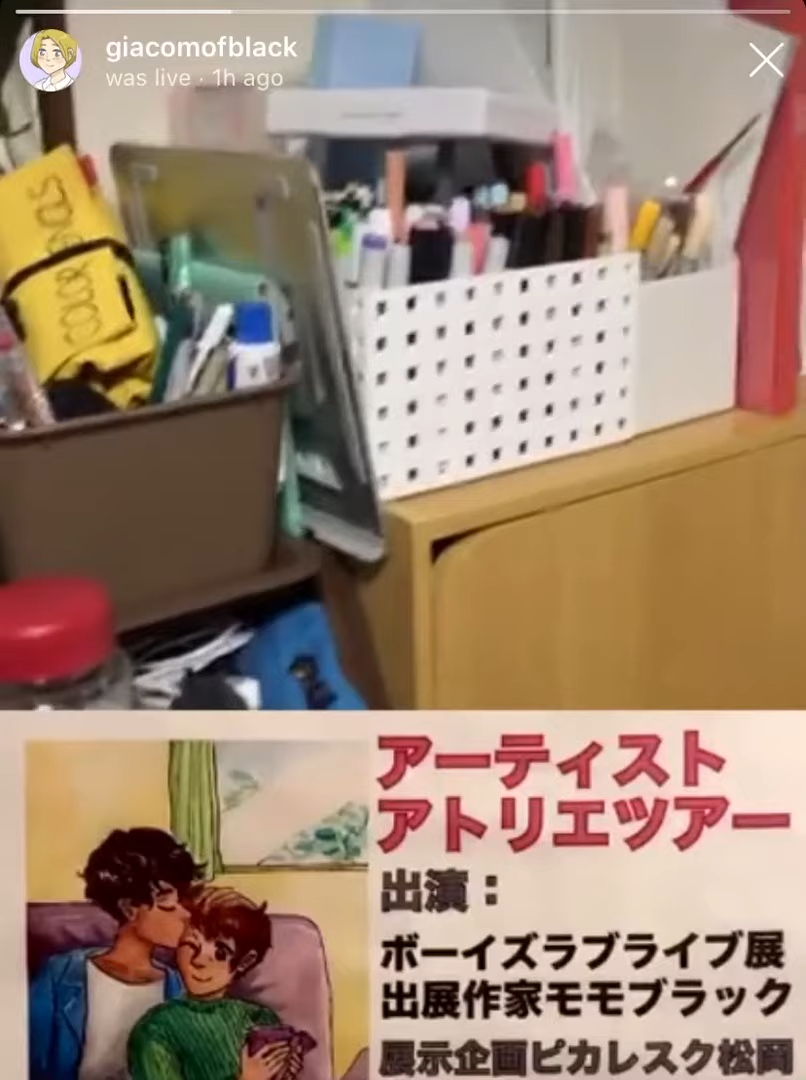 giacomofblack
was live · 1h ago
COLOR PENCILS
アーティスト
アトリエツアー
出演：
ボーイズラブライブ展
出展作家モモブラック
展示企画ピカレスク松岡